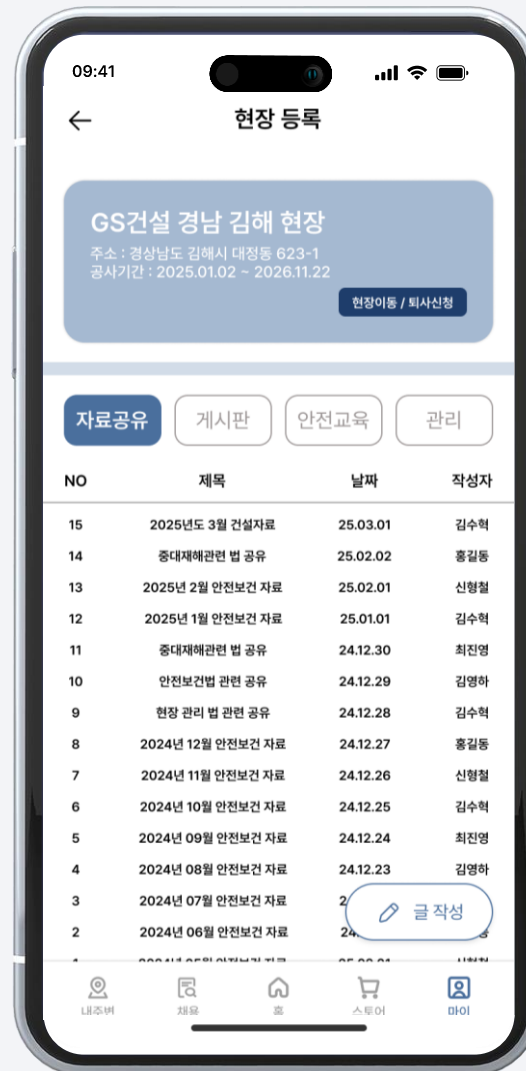 09:41
현장 등록
GS건설 경남 김해 현장
주소 : 경상남도 김해시 대정동 623-1
공사기간 : 2025.01.02 ~ 2026.11.22
현장이동 / 퇴사신청
자료공유 게시판 안전교육 관리
NO 제목 날짜 작성자
15 2025년도 3월 건설자료 25.03.01 김수혁
14 중대재해관련 법 공유 25.02.02 홍길동
13 2025년 2월 안전보건 자료 25.02.01 신형철
12 2025년 1월 안전보건 자료 25.01.01 김수혁
11 중대재해관련 법 공유 24.12.30 최진영
10 안전보건법 관련 공유 24.12.29 김영하
9 현장 관리 법 관련 공유 24.12.28 김수혁
8 2024년 12월 안전보건 자료 24.12.27 홍길동
7 2024년 11월 안전보건 자료 24.12.26 신형철
6 2024년 10월 안전보건 자료 24.12.25 김수혁
5 2024년 09월 안전보건 자료 24.12.24 최진영
4 2024년 08월 안전보건 자료 24.12.23 김영하
3 2024년 07월 안전보건 자료
2 2024년 06월 안전보건 자료
글 작성
내주변 채용 홈 스토어 마이